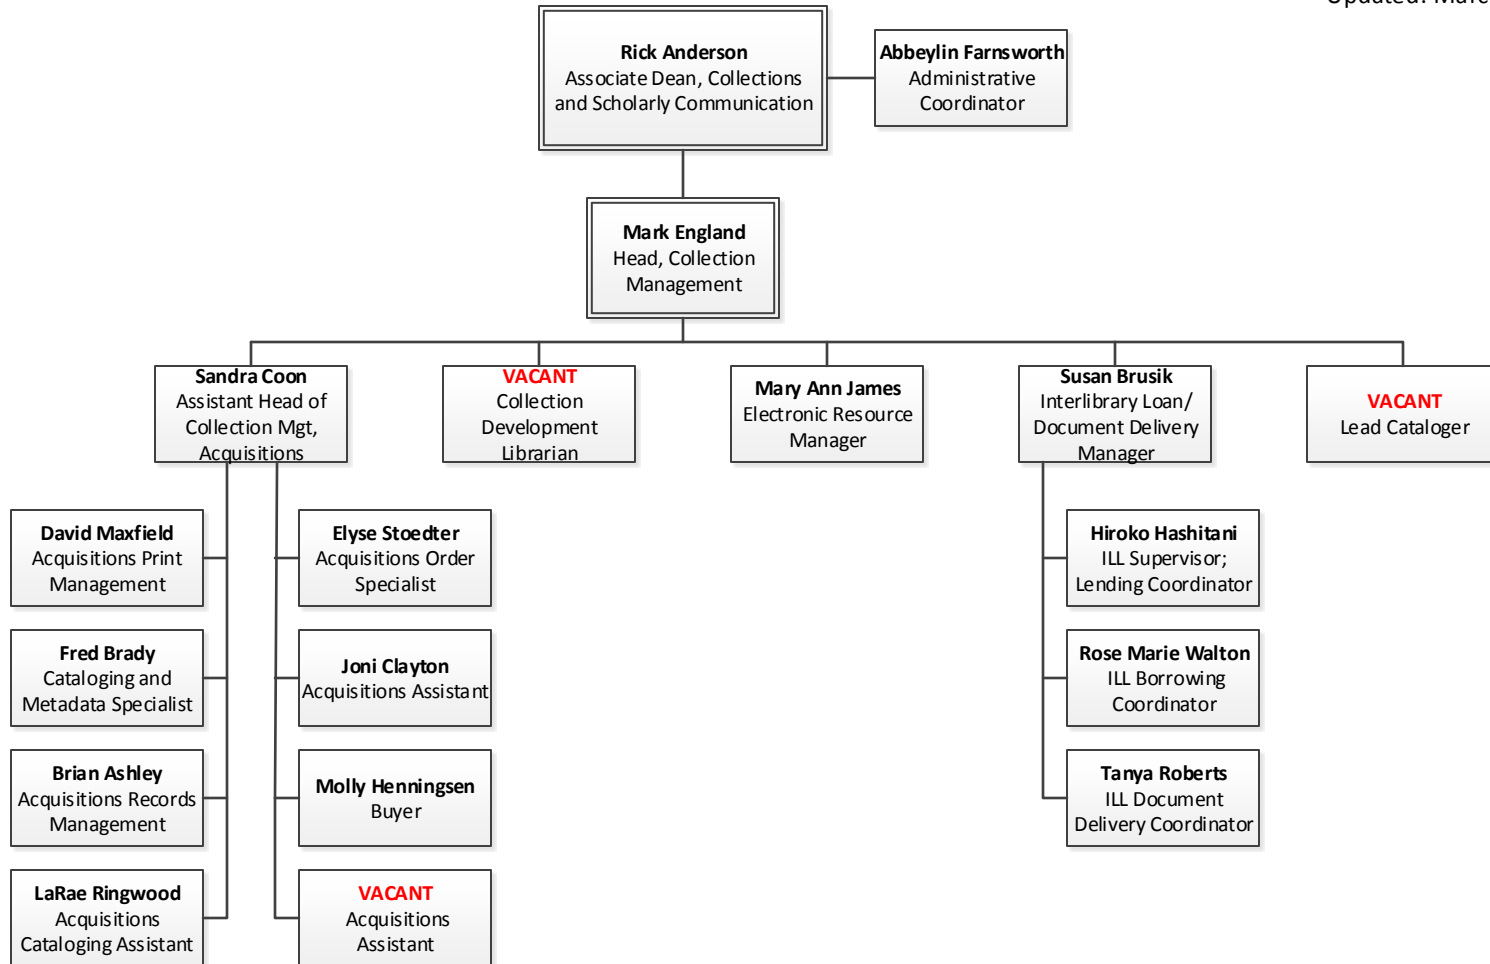 Rick Anderson
Associate Dean, Collections
and Scholarly Communication
Abbeylin Farnsworth
Administrative
Coordinator
Mark England
Head, Collection
Management
Sandra Coon
Assistant Head of
Collection Mgt,
Acquisitions
VACANT
Collection
Development
Librarian
Mary Ann James
Electronic Resource
Manager
Susan Brusik
Interlibrary Loan/
Document Delivery
Manager
VACANT
Lead Cataloger
David Maxfield
Acquisitions Print
Management
Elyse Stoedter
Acquisitions Order
Specialist
Hiroko Hashitani
ILL Supervisor;
Lending Coordinator
Fred Brady
Cataloging and
Metadata Specialist
Joni Clayton
Acquisitions Assistant
Rose Marie Walton
ILL Borrowing
Coordinator
Brian Ashley
Acquisitions Records
Management
Molly Henningsen
Buyer
Tanya Roberts
ILL Document
Delivery Coordinator
LaRae Ringwood
Acquisitions
Cataloging Assistant
VACANT
Acquisitions
Assistant